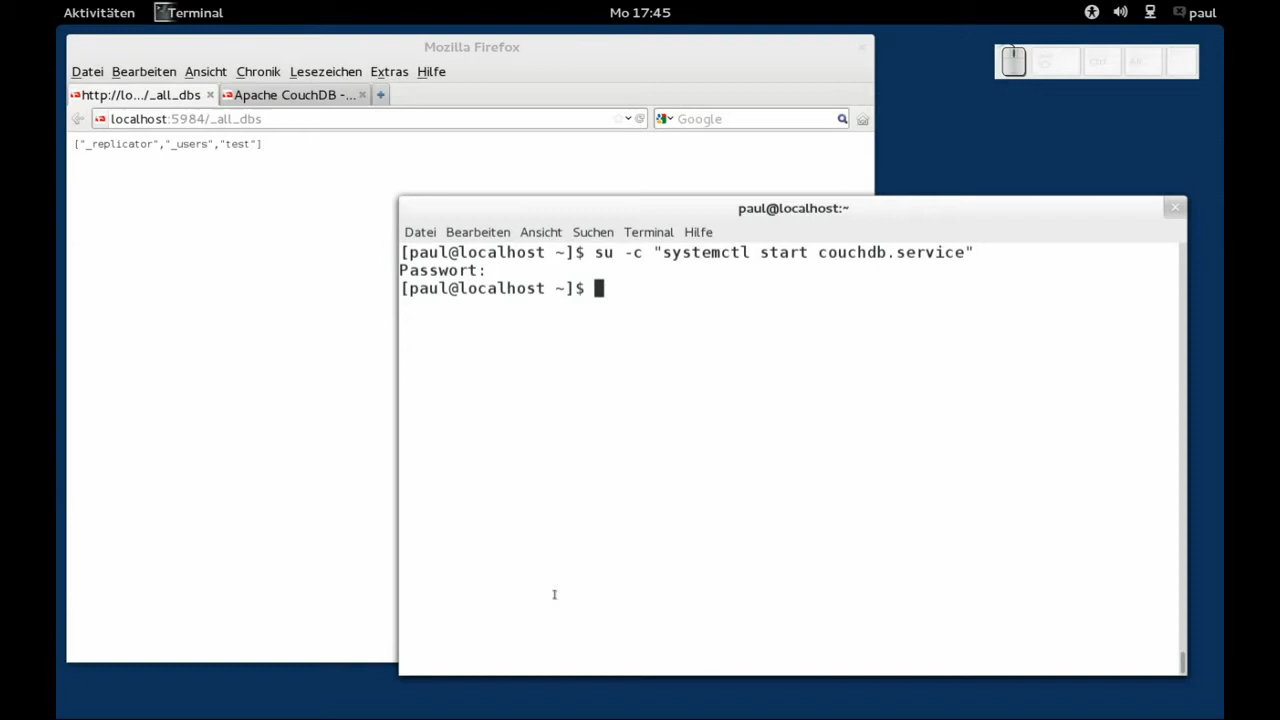 Aktivitäten Terminal Mo 17:45 paul
Mozilla Firefox
Datei Bearbeiten Ansicht Chronik Lesezeichen Extras Hilfe
http://lo.../_all_dbs Apache CouchDB -...
localhost:5984/_all_dbs Google
["_replicator","_users","test"]
paul@localhost:~
Datei Bearbeiten Ansicht Suchen Terminal Hilfe
[paul@localhost ~]$ su -c "systemctl start couchdb.service"
Passwort:
[paul@localhost ~]$
Ctrl Alt